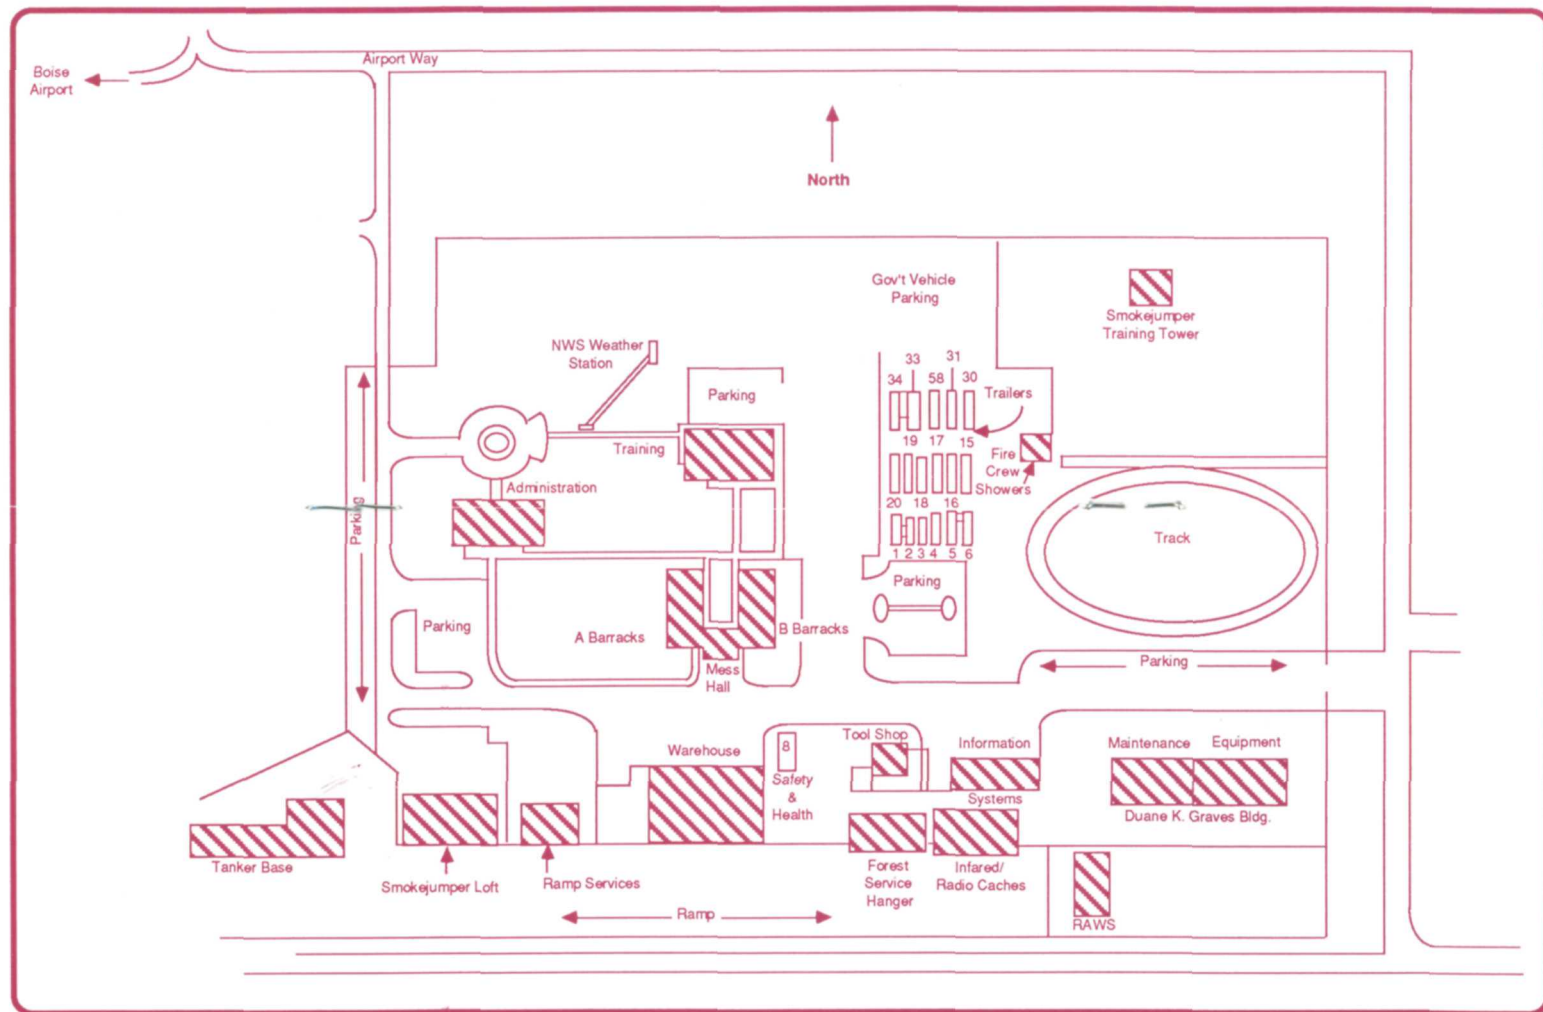 Airport Way
Boise
Airport
North
Gov't Vehicle
Parking
Smokejumper
Training Tower
NWS Weather
Station
33
31
34
58
30
Parking
Trailers
19
17
15
Training
Fire
Crew
Showers
Administration
20
18
16
Parking
Track
1
2
3
4
5
6
Parking
Parking
A Barracks
B Barracks
Mess
Hall
Parking
Tool Shop
Warehouse
8
Information
Maintenance
Equipment
Safety
&
Health
Systems
Duane K. Graves Bldg.
Tanker Base
Smokejumper Loft
Ramp Services
Forest
Service
Hanger
Infared/
Radio Caches
Ramp
RAWS